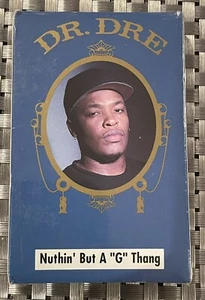 DR. DRE
Nuthin' But A "G" Thang